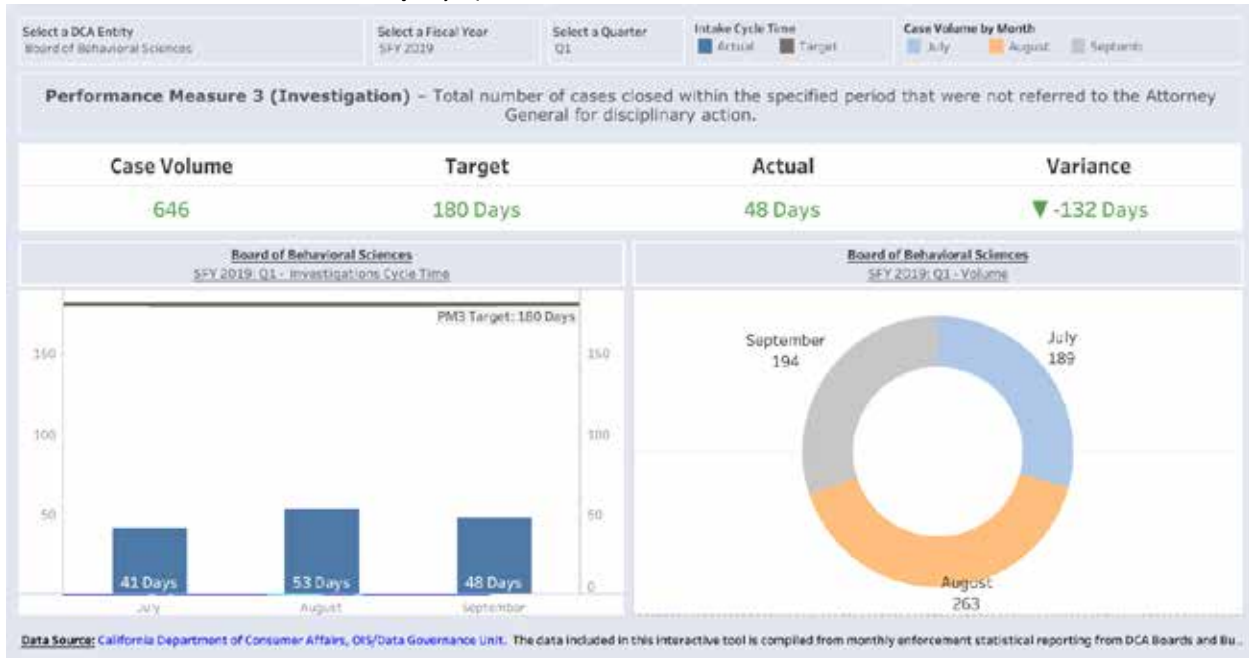 Select a DCA Entity
Board of Behavioral Sciences
Select a Fiscal Year
SFY 2019
Select a Quarter
Q1
Intake Cycle Time
Actual Target
Case Volume by Month
July August Septemb
Performance Measure 3 (Investigation) – Total number of cases closed within the specified period that were not referred to the Attorney
General for disciplinary action.
Case Volume Target Actual Variance
646 180 Days 48 Days ▼ -132 Days
Board of Behavioral Sciences
SFY 2019: Q1 - Investigations Cycle Time
PM3 Target: 180 Days
150 150
100 100
50 50
0
41 Days 53 Days 48 Days
July August September
Board of Behavioral Sciences
SFY 2019: Q1 - Volume
September
194
July
189
August
263
Data Source: California Department of Consumer Affairs, OIS/Data Governance Unit. The data included in this interactive tool is compiled from monthly enforcement statistical reporting from DCA Boards and Bu..